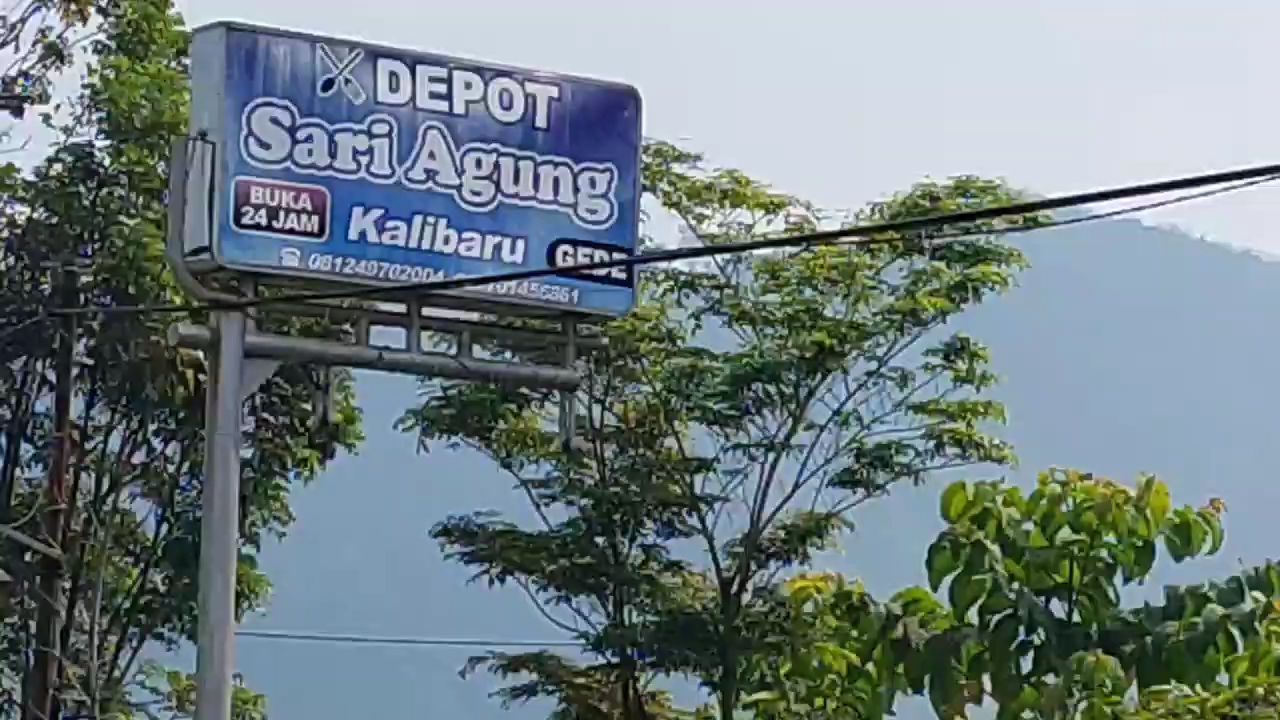 DEPOT
Sari Agung
BUKA
24 JAM
Kalibaru
GEDE
081249702004